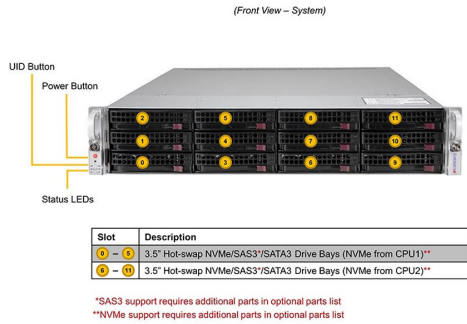 (Front View – System)
UID Button
Power Button
2 5 8 11
1 4 7 10
0 3 6 9
Status LEDs
Slot Description
0 – 5 3.5" Hot-swap NVMe/SAS3*/SATA3 Drive Bays (NVMe from CPU1)**
6 – 11 3.5" Hot-swap NVMe/SAS3*/SATA3 Drive Bays (NVMe from CPU2)**
*SAS3 support requires additional parts in optional parts list
**NVMe support requires additional parts in optional parts list